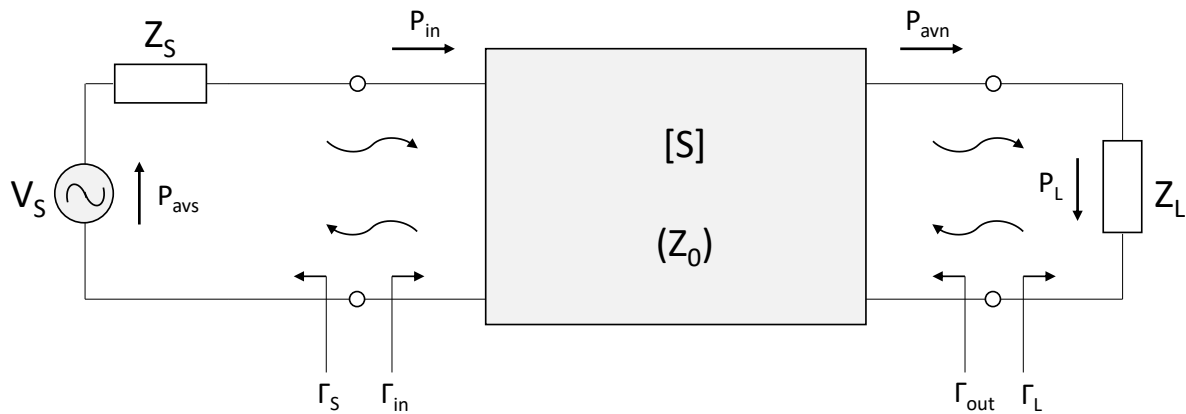 P_in
P_avn
Z_S
[S]
V_S
P_avs
P_L
Z_L
(Z_0)
Γ_S
Γ_in
Γ_out
Γ_L